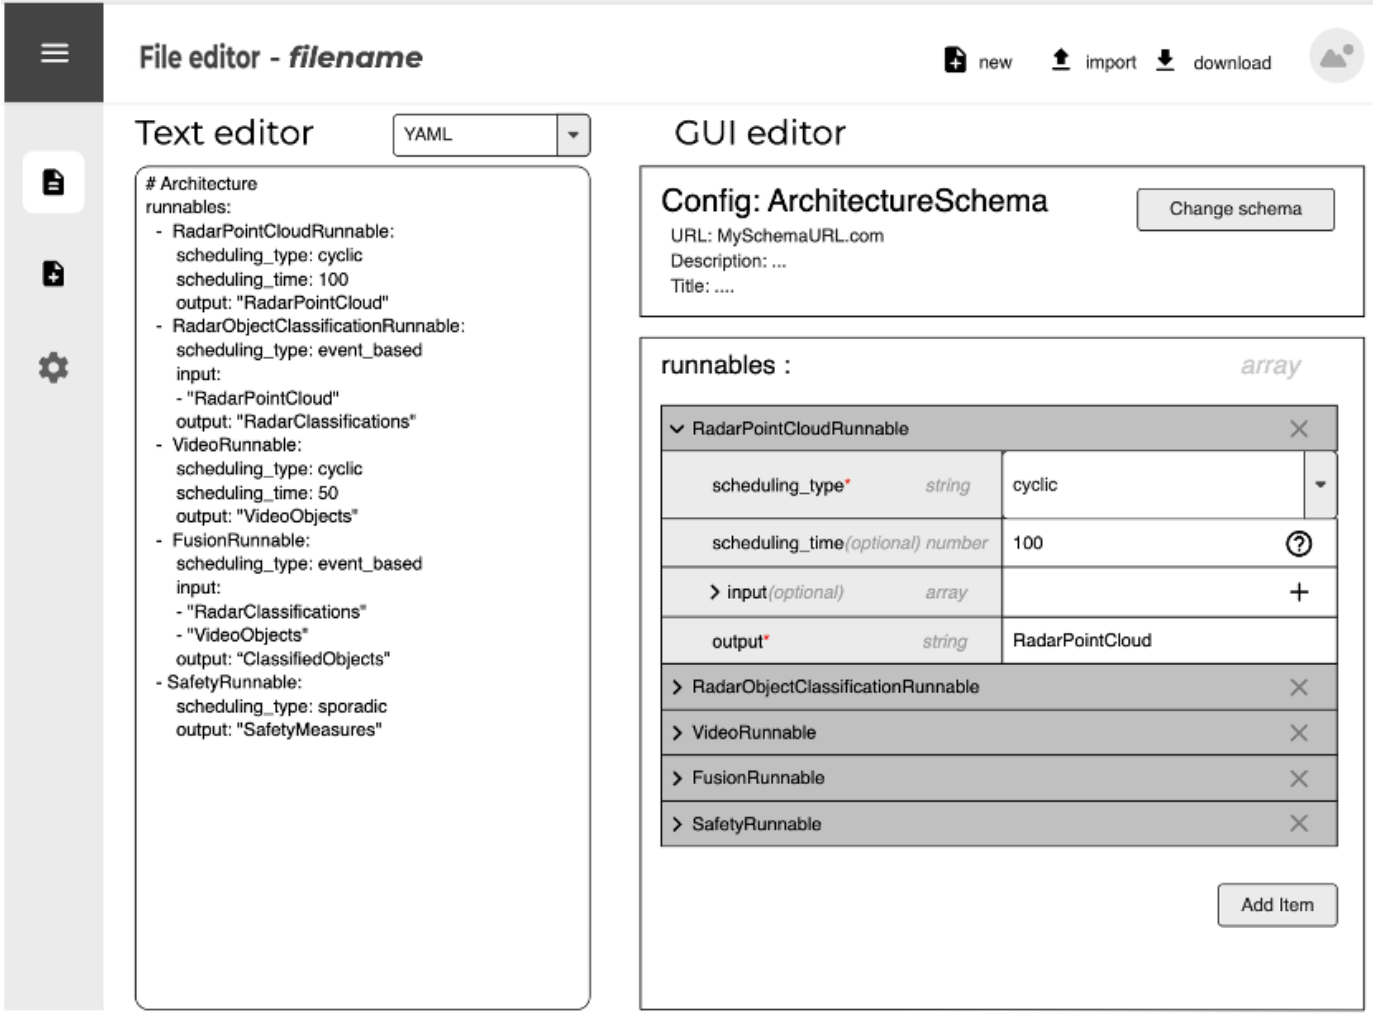 File editor - filename
new
import
download
Text editor
YAML
# Architecture
runnables:
- RadarPointCloudRunnable:
scheduling_type: cyclic
scheduling_time: 100
output: "RadarPointCloud"
- RadarObjectClassificationRunnable:
scheduling_type: event_based
input:
- "RadarPointCloud"
output: "RadarClassifications"
- VideoRunnable:
scheduling_type: cyclic
scheduling_time: 50
output: "VideoObjects"
- FusionRunnable:
scheduling_type: event_based
input:
- "RadarClassifications"
- "VideoObjects"
output: "ClassifiedObjects"
- SafetyRunnable:
scheduling_type: sporadic
output: "SafetyMeasures"
GUI editor
Config: ArchitectureSchema
Change schema
URL: MySchemaURL.com
Description: ...
Title: ....
runnables :
array
RadarPointCloudRunnable
scheduling_type* string cyclic
scheduling_time(optional) number 100
input(optional) array
output* string RadarPointCloud
RadarObjectClassificationRunnable
VideoRunnable
FusionRunnable
SafetyRunnable
Add Item